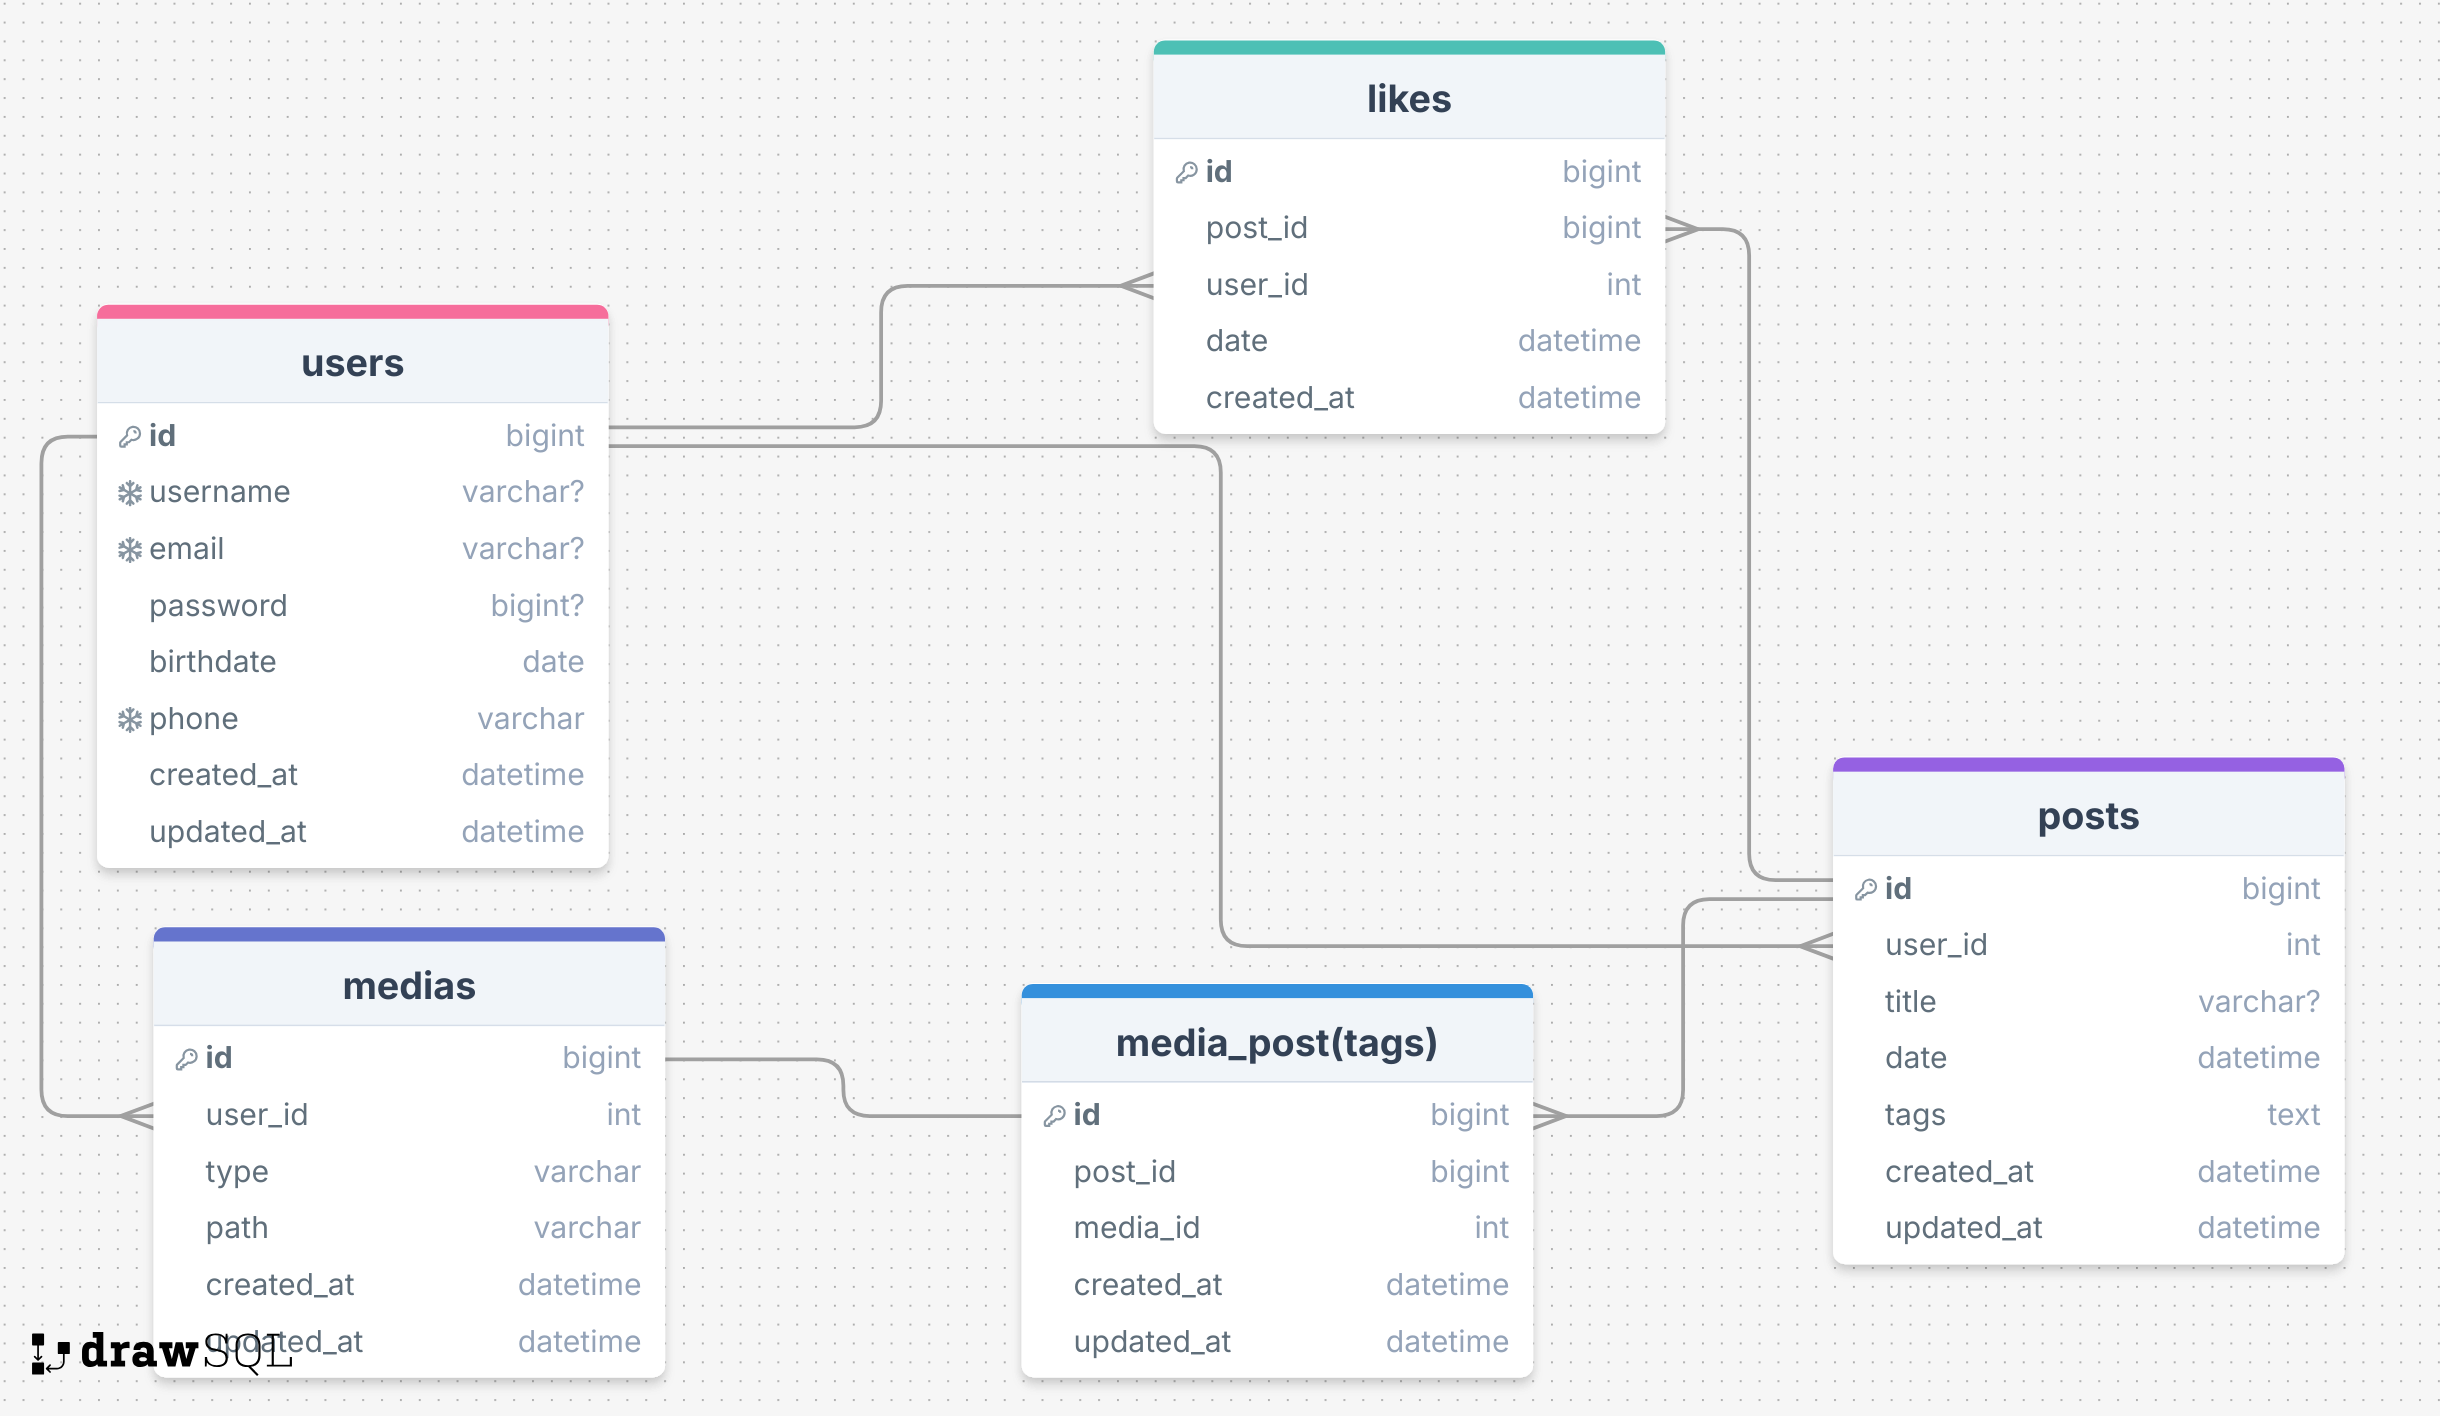 likes
id bigint
post_id bigint
user_id int
date datetime
created_at datetime
users
id bigint
username varchar?
email varchar?
password bigint?
birthdate date
phone varchar
created_at datetime
updated_at datetime
posts
id bigint
user_id int
title varchar?
date datetime
tags text
created_at datetime
updated_at datetime
medias
id bigint
user_id int
type varchar
path varchar
created_at datetime
updated_at datetime
media_post(tags)
id bigint
post_id bigint
media_id int
created_at datetime
updated_at datetime
drawSQL